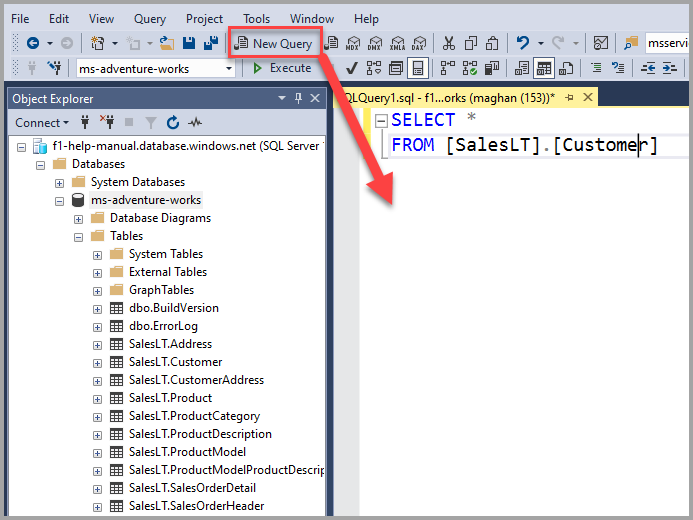 File Edit View Query Project Tools Window Help
New Query MDX DMX XMLA DAX msservi
ms-adventure-works Execute
Object Explorer
QLQuery1.sql - f1...orks (maghan (153))*
Connect
SELECT *
FROM [SalesLT].[Customer]
f1-help-manual.database.windows.net (SQL Server
Databases
System Databases
ms-adventure-works
Database Diagrams
Tables
System Tables
External Tables
GraphTables
dbo.BuildVersion
dbo.ErrorLog
SalesLT.Address
SalesLT.Customer
SalesLT.CustomerAddress
SalesLT.Product
SalesLT.ProductCategory
SalesLT.ProductDescription
SalesLT.ProductModel
SalesLT.ProductModelProductDescrip
SalesLT.SalesOrderDetail
SalesLT.SalesOrderHeader